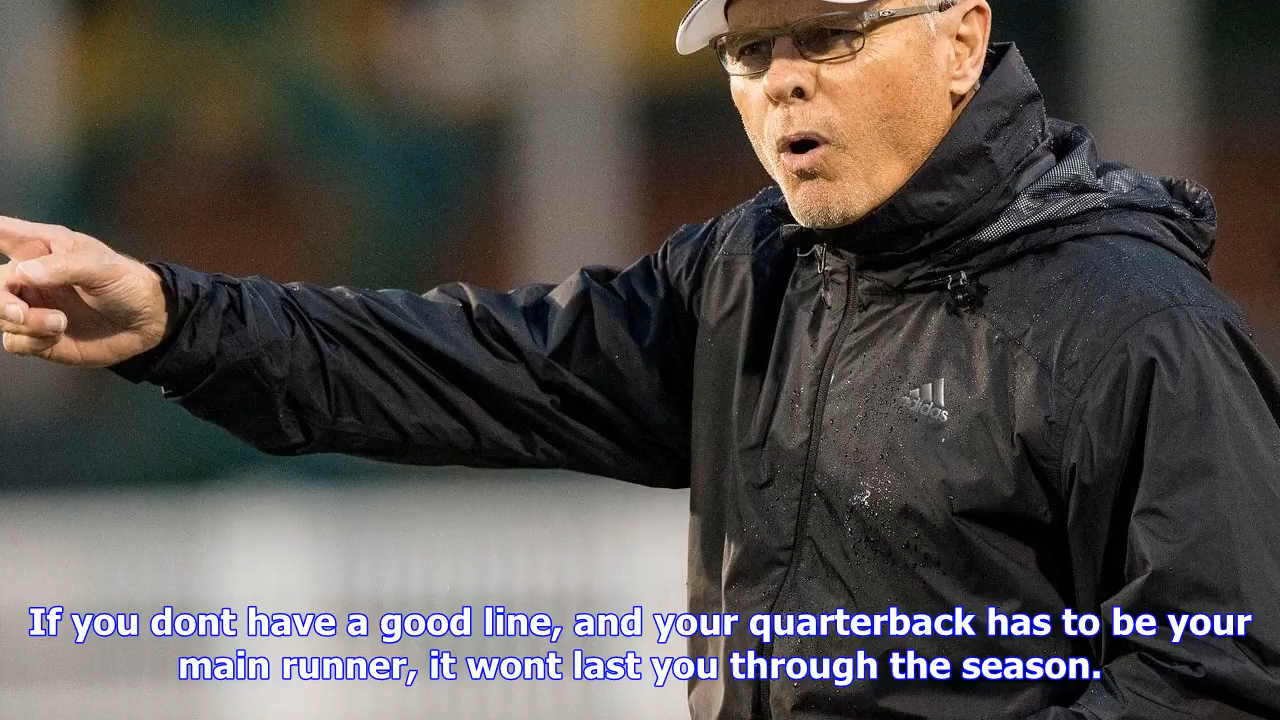 adidas
If you dont have a good line, and your quarterback has to be your
main runner, it wont last you through the season.